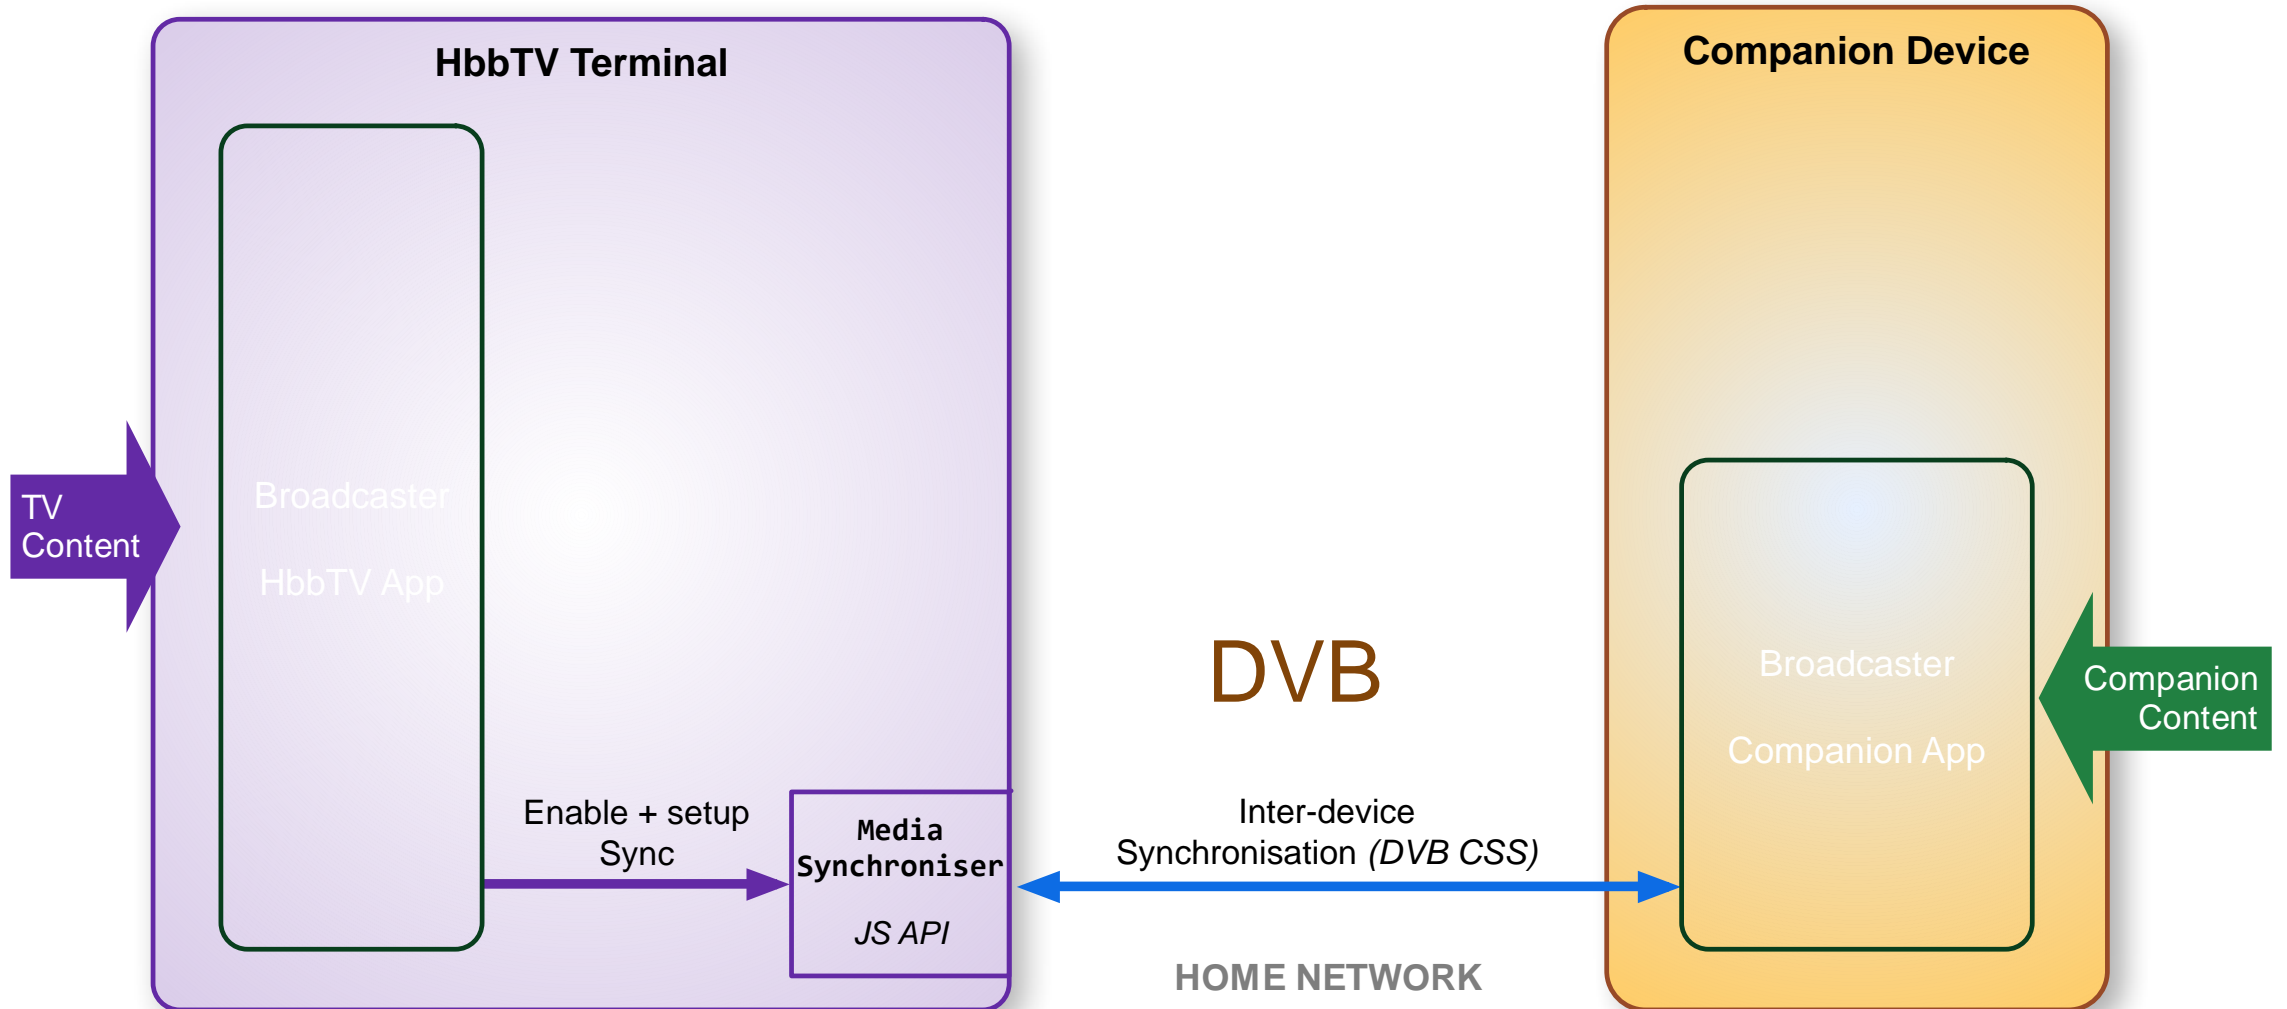 HbbTV Terminal
Companion Device
TV
Content
Broadcaster
HbbTV App
Enable + setup
Sync
Media
Synchroniser
JS API
DVB
Inter-device
Synchronisation (DVB CSS)
HOME NETWORK
Broadcaster
Companion App
Companion
Content